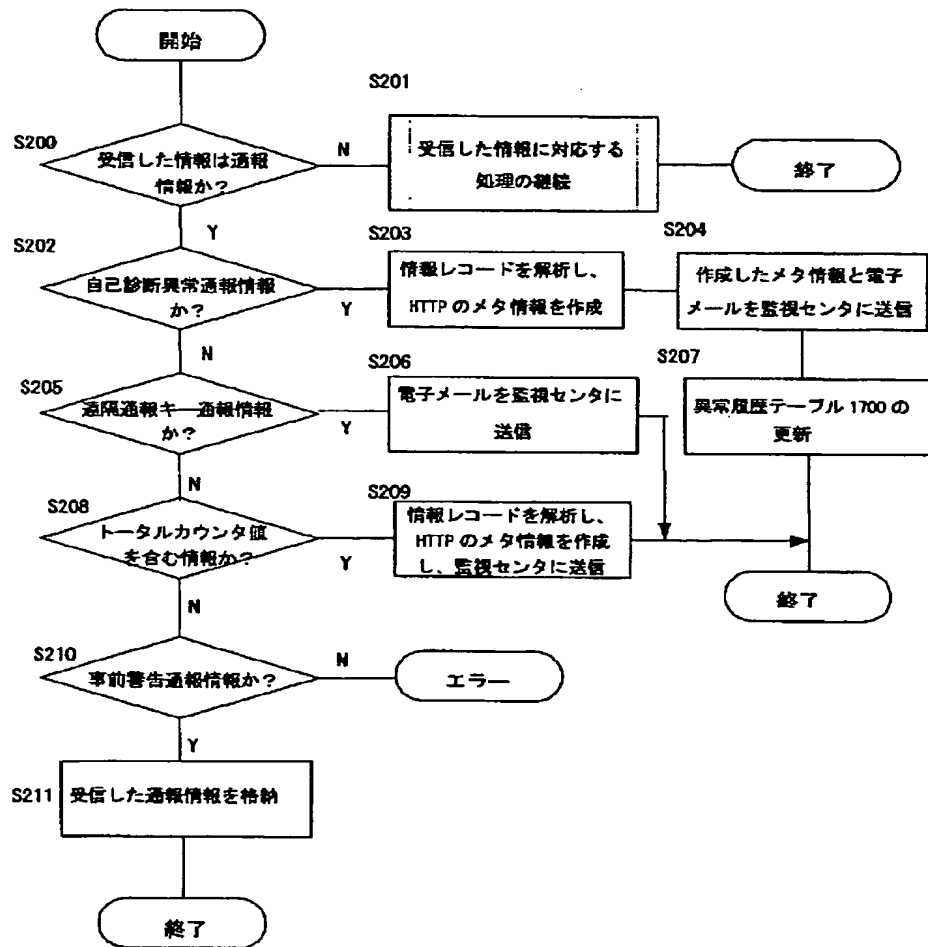 開始
S200
受信した情報は通報
情報か？
N
S201
受信した情報に対応する
処理の継続
終了
Y
S202
自己診断異常通報情報
か？
Y
S203
情報レコードを解析し、
HTTPのメタ情報を作成
S204
作成したメタ情報と電子
メールを監視センタに送信
N
S205
遠隔通報キー通報情報
か？
Y
S206
電子メールを監視センタに
送信
S207
異常履歴テーブル1700の
更新
N
S208
トータルカウンタ値
を含む情報か？
Y
S209
情報レコードを解析し、
HTTPのメタ情報を作成
し、監視センタに送信
終了
N
S210
事前警告通報情報か？
N
エラー
Y
S211
受信した通報情報を格納
終了